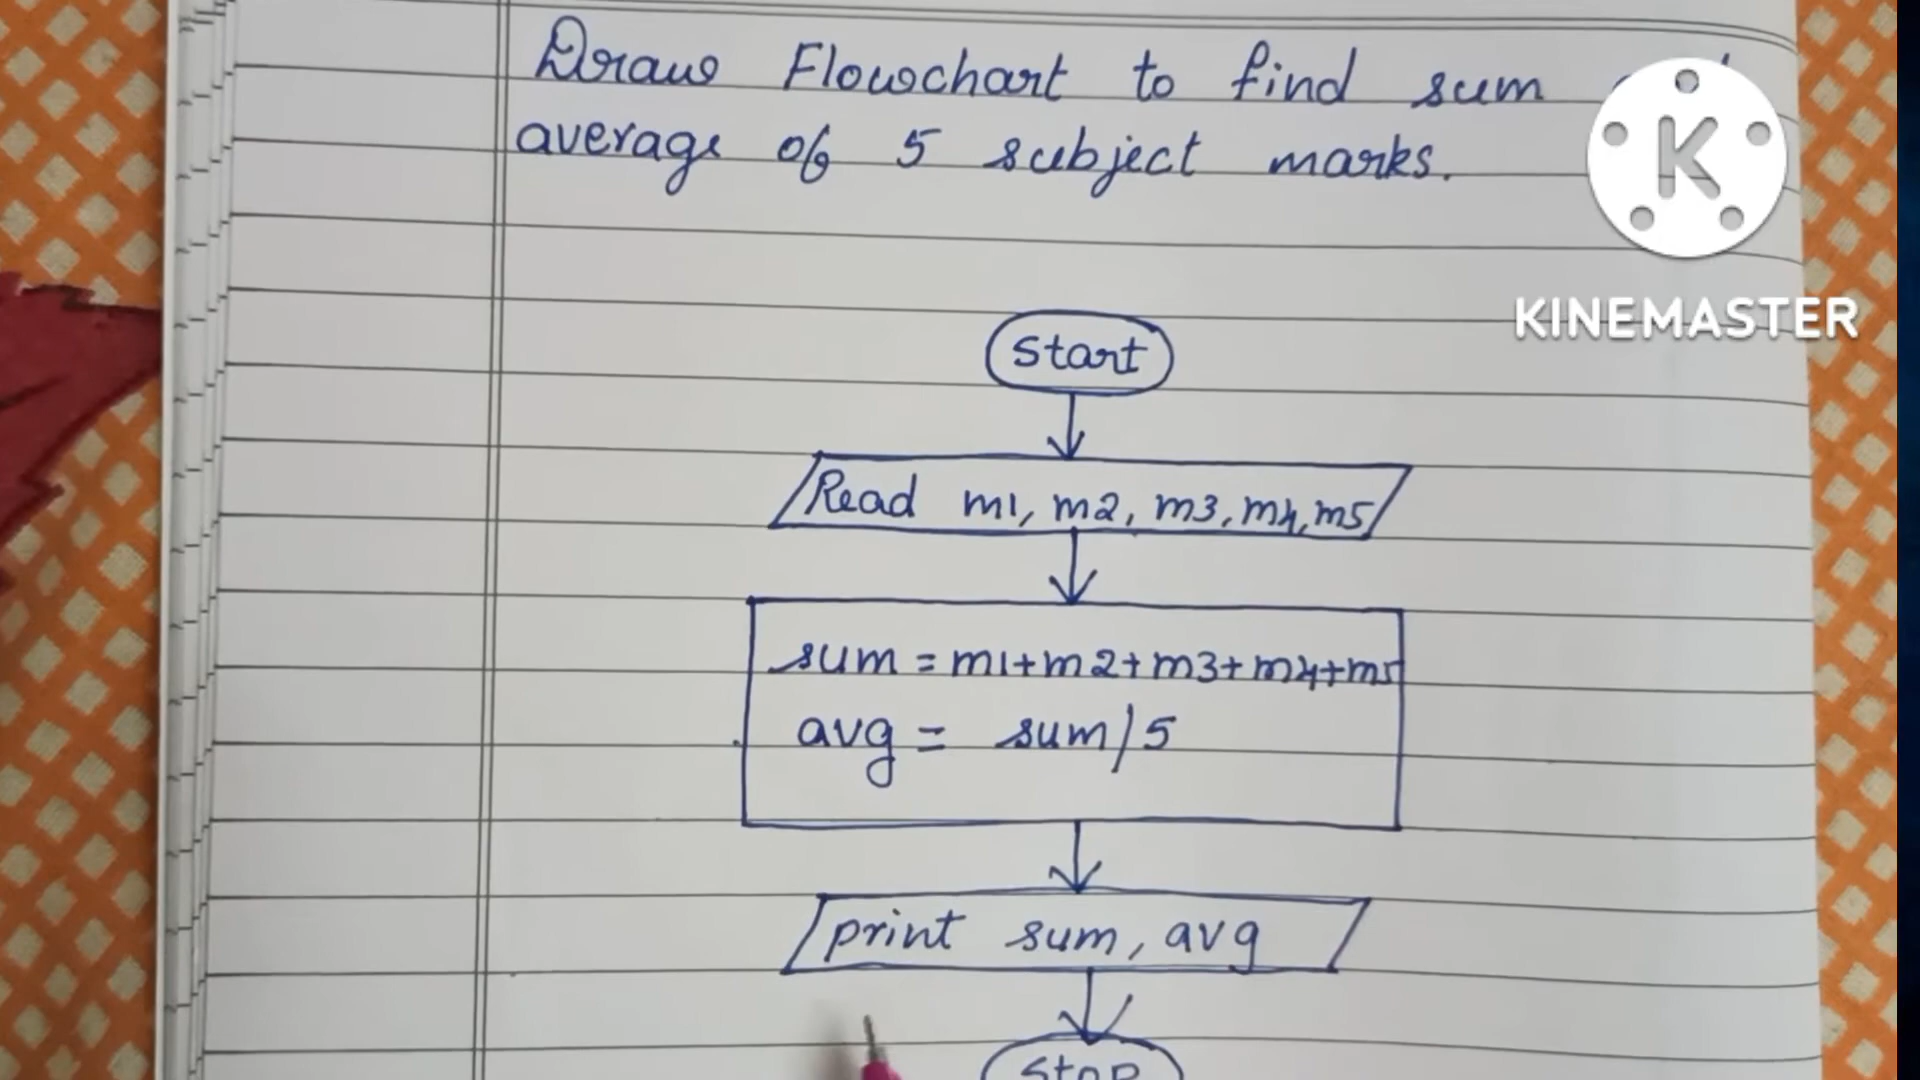 Draw Flowchart to find sum
average of 5 subject marks.
K
KINEMASTER
Start
Read m1, m2, m3, m4, m5
sum = m1+m2+m3+m4+m5
avg = sum/5
print sum, avg
Stop